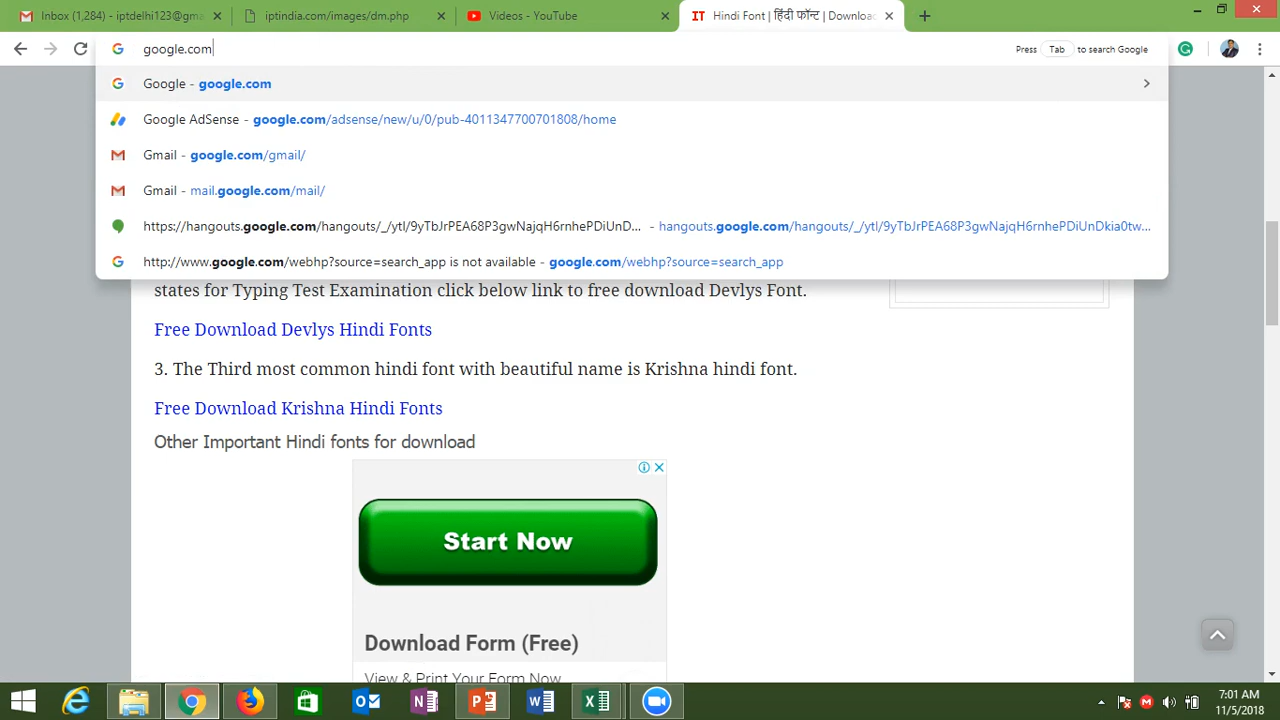 Inbox (1,284) - iptdelhi123@gma
iptindia.com/images/dm.php
Videos - YouTube
IT Hindi Font | हिंदी फॉन्ट | Downloa
google.com
Press Tab to search Google
Google - google.com
Google AdSense - google.com/adsense/new/u/0/pub-4011347700701808/home
Gmail - google.com/gmail/
Gmail - mail.google.com/mail/
https://hangouts.google.com/hangouts/_/ytl/9yTbJrPEA68P3gwNajqH6rnhePDiUnD... - hangouts.google.com/hangouts/_/ytl/9yTbJrPEA68P3gwNajqH6rnhePDiUnDkia0tw...
http://www.google.com/webhp?source=search_app is not available - google.com/webhp?source=search_app
states for Typing Test Examination click below link to free download Devlys Font.
Free Download Devlys Hindi Fonts
3. The Third most common hindi font with beautiful name is Krishna hindi font.
Free Download Krishna Hindi Fonts
Other Important Hindi fonts for download
Start Now
Download Form (Free)
View & Print Your Form Now
7:01 AM
11/5/2018